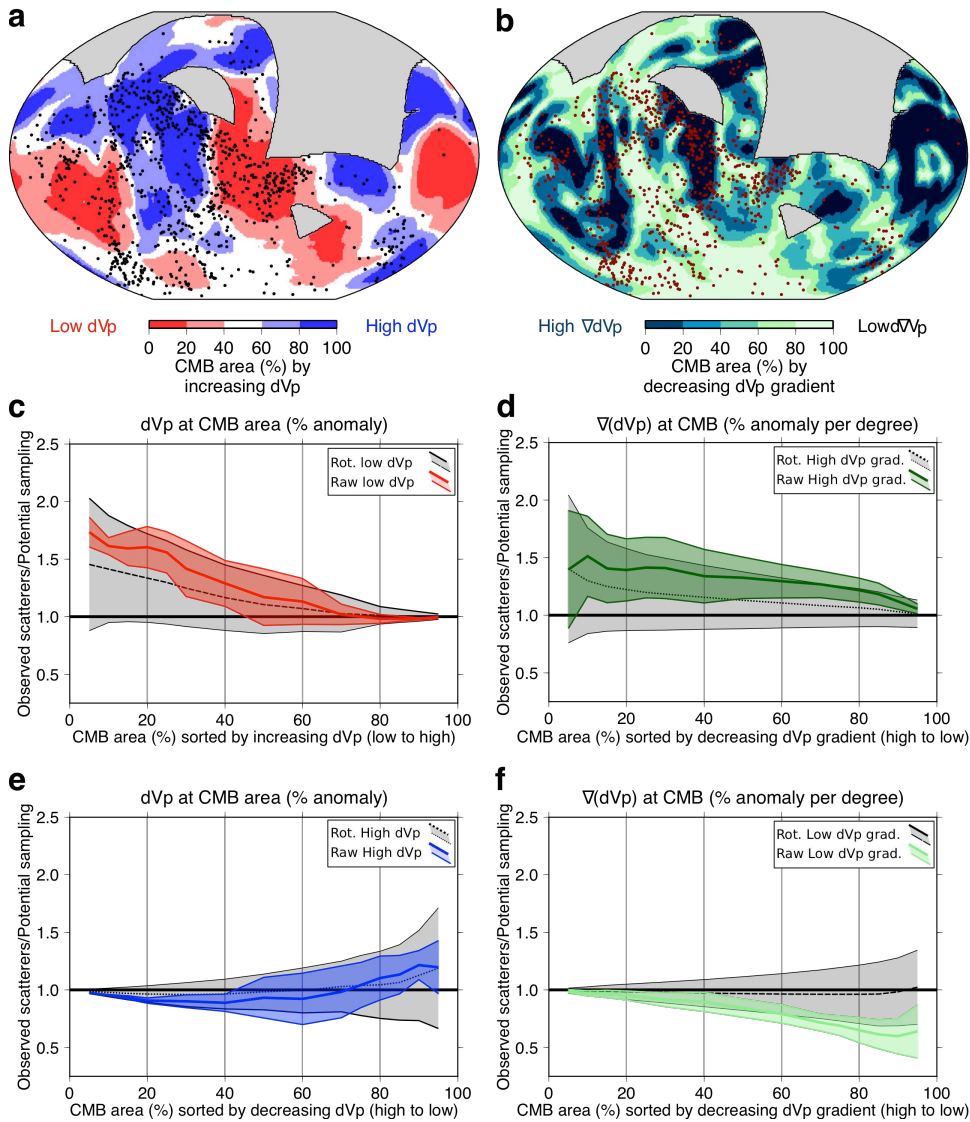 a
b
Low dVp
High dVp
0 20 40 60 80 100
CMB area (%) by
increasing dVp
High ∇dVp
Lowd∇Vp
0 20 40 60 80 100
CMB area (%) by
decreasing dVp gradient
c
dVp at CMB area (% anomaly)
Observed scatterers/Potential sampling
2.5
2.0
1.5
1.0
0.5
Rot. low dVp
Raw low dVp
0 20 40 60 80 100
CMB area (%) sorted by increasing dVp (low to high)
d
∇(dVp) at CMB (% anomaly per degree)
Observed scatterers/Potential sampling
2.5
2.0
1.5
1.0
0.5
Rot. High dVp grad.
Raw High dVp grad.
0 20 40 60 80 100
CMB area (%) sorted by decreasing dVp gradient (high to low)
e
dVp at CMB area (% anomaly)
Observed scatterers/Potential sampling
2.5
2.0
1.5
1.0
0.5
Rot. High dVp
Raw High dVp
0 20 40 60 80 100
CMB area (%) sorted by decreasing dVp (high to low)
f
∇(dVp) at CMB (% anomaly per degree)
Observed scatterers/Potential sampling
2.5
2.0
1.5
1.0
0.5
Rot. Low dVp grad.
Raw Low dVp grad.
0 20 40 60 80 100
CMB area (%) sorted by decreasing dVp gradient (high to low)